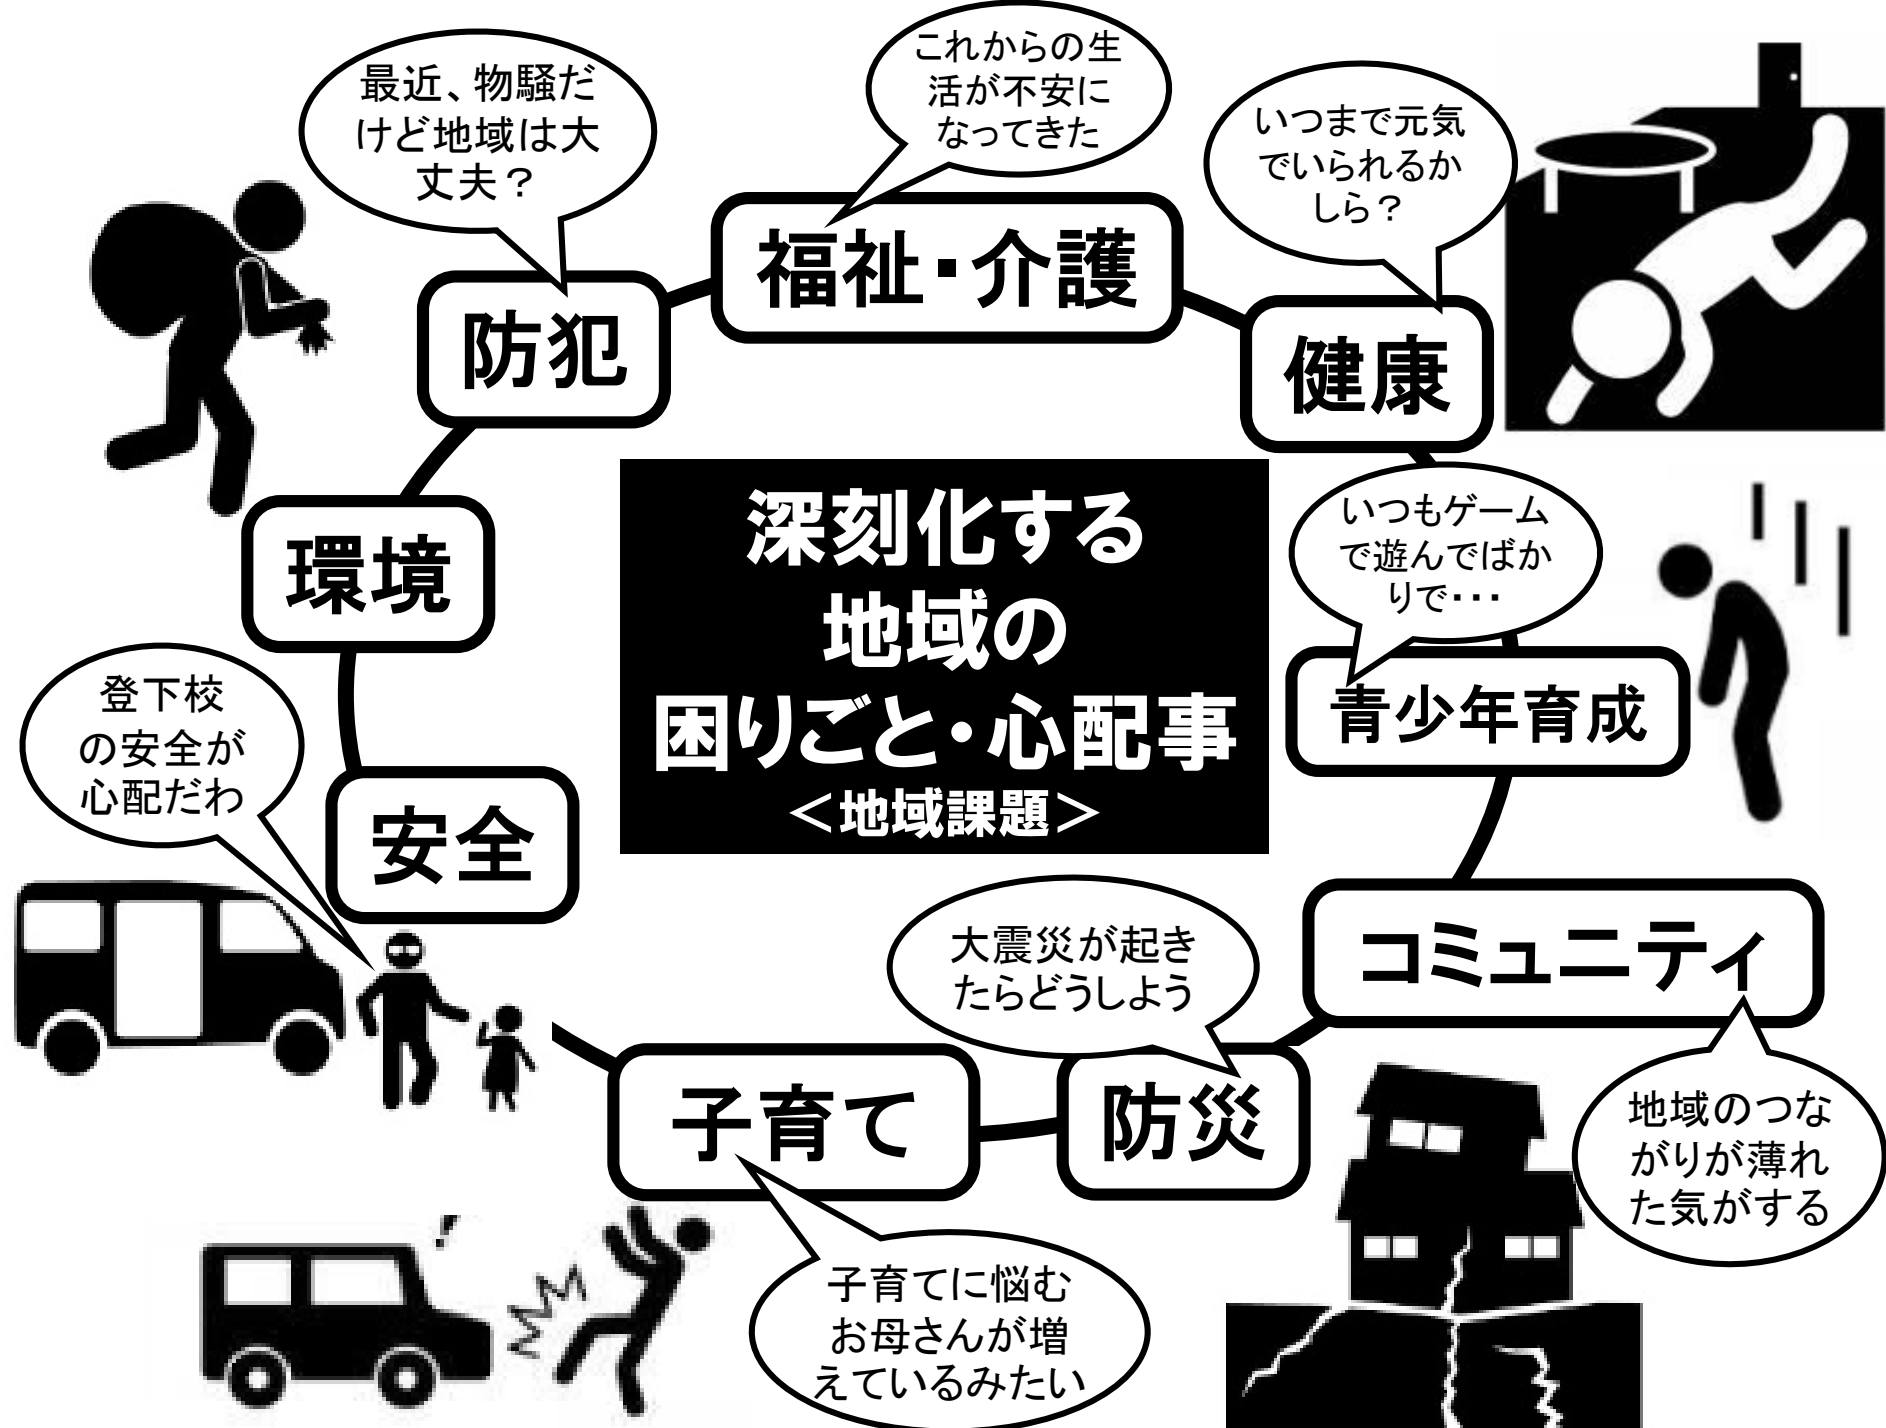 これからの生
活が不安に
なってきた
最近、物騒だ
けど地域は大
丈夫？
いつまで元気
でいられるか
しら？
福祉・介護
防犯
健康
深刻化する
地域の
困りごと・心配事
＜地域課題＞
いつもゲーム
で遊んでばか
りで・・・
環境
青少年育成
登下校
の安全が
心配だわ
安全
コミュニティ
大震災が起き
たらどうしよう
子育て
防災
地域のつな
がりが薄れ
た気がする
子育てに悩む
お母さんが増
えているみたい
!